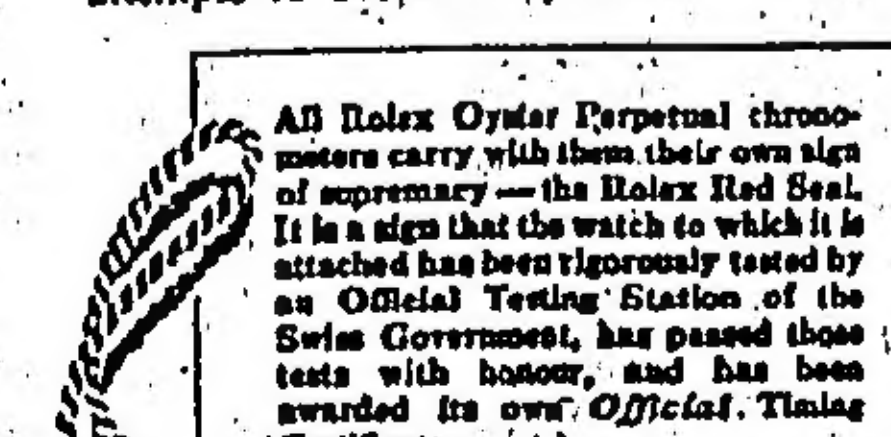 All Rolex Oyster Perpetual chrono-
meters carry with them their own sign
of supremacy — the Rolex Red Seal.
It is a sign that the watch to which it is
attached has been rigorously tested by
an Official Testing Station of the
Swiss Government, has passed those
tests with honour, and has been
awarded its own Official Timing